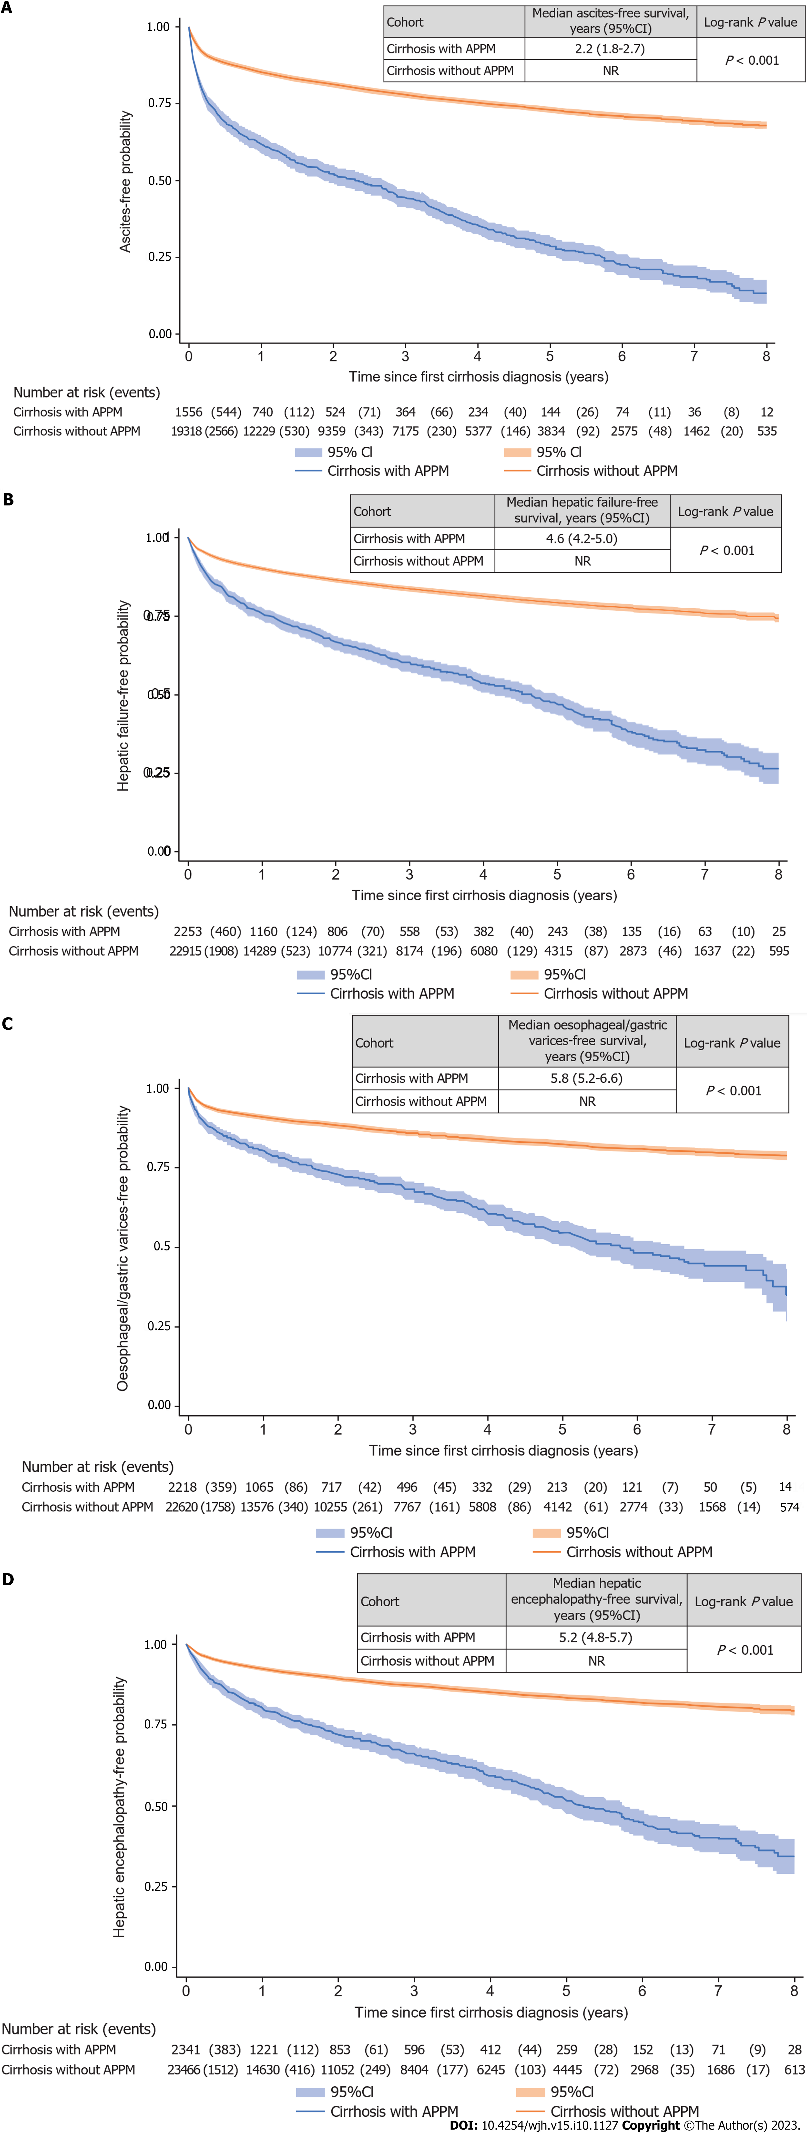 A
Cohort Median ascites-free survival, years (95%CI) Log-rank P value
Cirrhosis with APPM 2.2 (1.8-2.7) P < 0.001
Cirrhosis without APPM NR
1.00
0.75
0.50
0.25
0.00
Ascites-free probability
0 1 2 3 4 5 6 7 8
Time since first cirrhosis diagnosis (years)
Number at risk (events)
Cirrhosis with APPM 1556 (544) 740 (112) 524 (71) 364 (66) 234 (40) 144 (26) 74 (11) 36 (8) 12
Cirrhosis without APPM 19318 (2566) 12229 (530) 9359 (343) 7175 (230) 5377 (146) 3834 (92) 2575 (48) 1462 (20) 535
95% CI 95% CI
Cirrhosis with APPM Cirrhosis without APPM
B
Cohort Median hepatic failure-free survival, years (95%CI) Log-rank P value
Cirrhosis with APPM 4.6 (4.2-5.0) P < 0.001
Cirrhosis without APPM NR
1.00
0.75
0.50
0.25
0.00
Hepatic failure-free probability
0 1 2 3 4 5 6 7 8
Time since first cirrhosis diagnosis (years)
Number at risk (events)
Cirrhosis with APPM 2253 (460) 1160 (124) 806 (70) 558 (53) 382 (40) 243 (38) 135 (16) 63 (10) 25
Cirrhosis without APPM 22915 (1908) 14289 (523) 10774 (321) 8174 (196) 6080 (129) 4315 (87) 2873 (46) 1637 (22) 595
95%CI 95%CI
Cirrhosis with APPM Cirrhosis without APPM
C
Cohort Median oesophageal/gastric varices-free survival, years (95%CI) Log-rank P value
Cirrhosis with APPM 5.8 (5.2-6.6) P < 0.001
Cirrhosis without APPM NR
1.00
0.75
0.5
0.25
0.00
Oesophageal/gastric varices-free probability
0 1 2 3 4 5 6 7 8
Time since first cirrhosis diagnosis (years)
Number at risk (events)
Cirrhosis with APPM 2218 (359) 1065 (86) 717 (42) 496 (45) 332 (29) 213 (20) 121 (7) 50 (5) 14
Cirrhosis without APPM 22620 (1758) 13576 (340) 10255 (261) 7767 (161) 5808 (86) 4142 (61) 2774 (33) 1568 (14) 574
95%CI 95%CI
Cirrhosis with APPM Cirrhosis without APPM
D
Cohort Median hepatic encephalopathy-free survival, years (95%CI) Log-rank P value
Cirrhosis with APPM 5.2 (4.8-5.7) P < 0.001
Cirrhosis without APPM NR
1.00
0.75
0.50
0.25
0.00
Hepatic encephalopathy-free probability
0 1 2 3 4 5 6 7 8
Time since first cirrhosis diagnosis (years)
Number at risk (events)
Cirrhosis with APPM 2341 (383) 1221 (112) 853 (61) 596 (53) 412 (44) 259 (28) 152 (13) 71 (9) 28
Cirrhosis without APPM 23466 (1512) 14630 (416) 11052 (249) 8404 (177) 6245 (103) 4445 (72) 2968 (35) 1686 (17) 613
95%CI 95%CI
Cirrhosis with APPM Cirrhosis without APPM
DOI: 10.4254/wjh.v15.i10.1127 Copyright ©The Author(s) 2023.